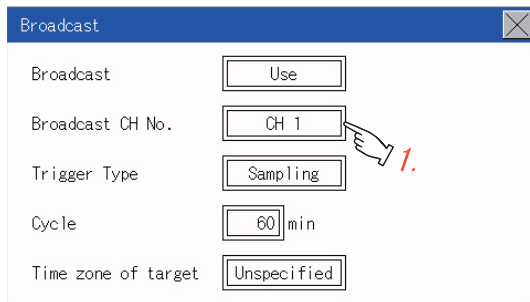 Broadcast
Broadcast Use
Broadcast CH No. CH 1
1.
Trigger Type Sampling
Cycle 60 min
Time zone of target Unspecified